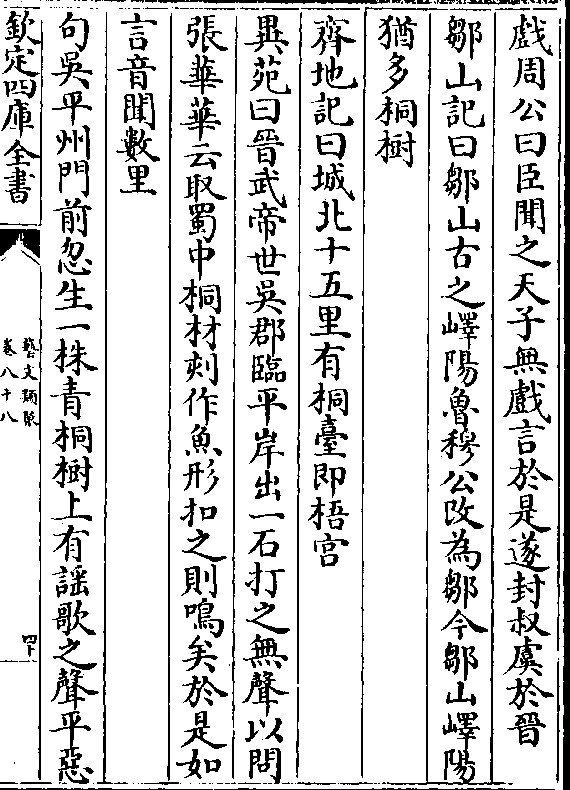 戲周公曰臣聞之天子無戲言於是遂封叔虞於晉
鄒山記曰鄒山古之嶧陽魯穆公改為鄒今鄒山嶧陽
猶多桐樹
齊地記曰城北十五里有桐臺即梧宮
異苑曰晉武帝世吳郡臨平岸出一石打之無聲以問
張華華云取蜀中桐材刻作魚形扣之則鳴矣於是如
言音聞數里
句吳平州門前忽生一株青桐樹上有謡歌之聲平惡
欽定四庫全書
藝文類聚
卷八十八
四十